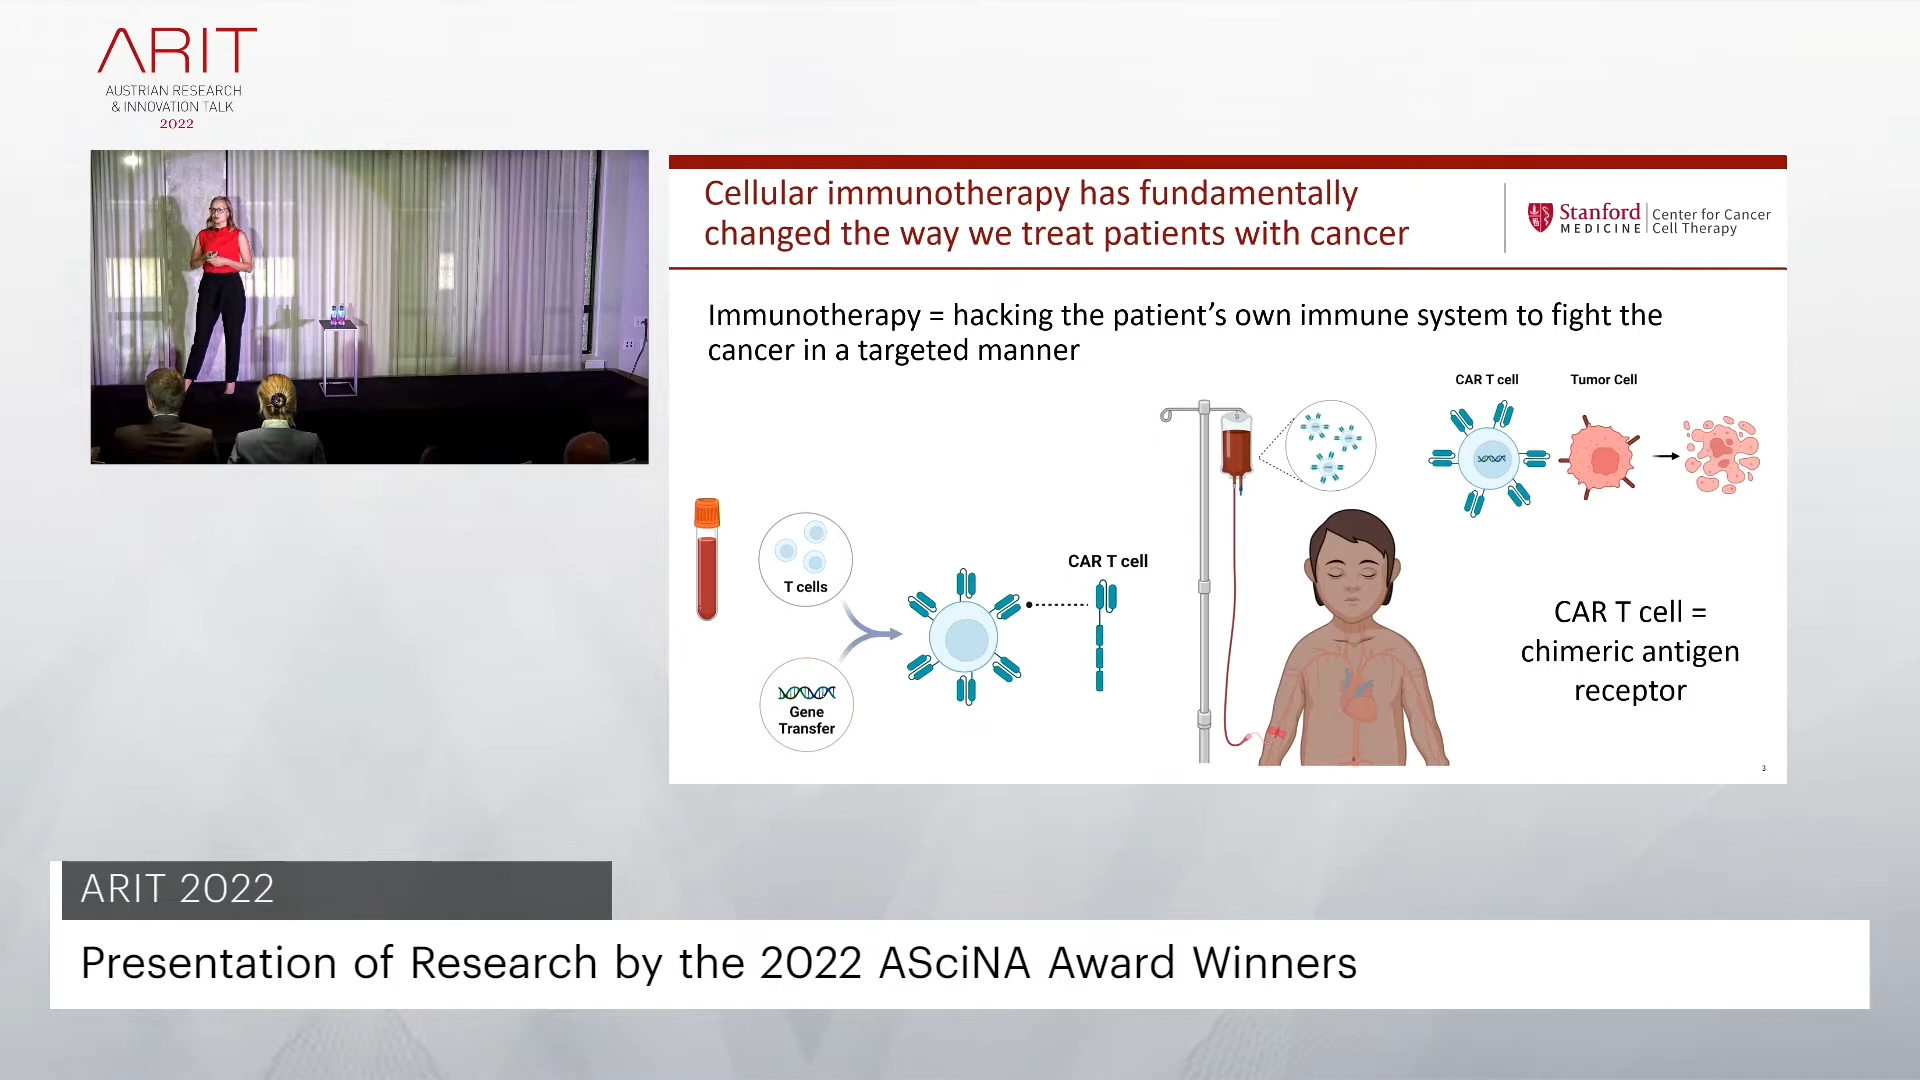 ARIT
AUSTRIAN RESEARCH
& INNOVATION TALK
2022
Cellular immunotherapy has fundamentally
changed the way we treat patients with cancer
Stanford
MEDICINE
Center for Cancer
Cell Therapy
Immunotherapy = hacking the patient’s own immune system to fight the
cancer in a targeted manner
CAR T cell
Tumor Cell
T cells
CAR T cell
Gene
Transfer
CAR T cell =
chimeric antigen
receptor
3
ARIT 2022
Presentation of Research by the 2022 ASciNA Award Winners